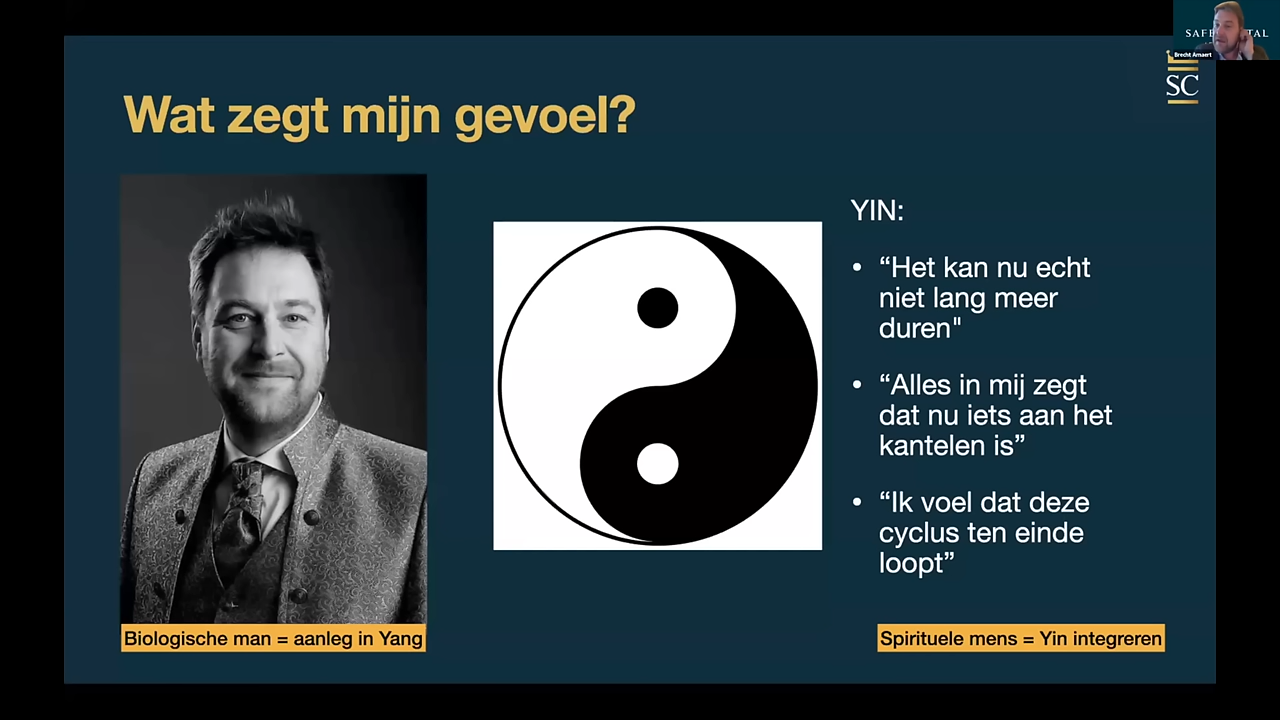 SAFE
TAL
Brecht Arnaert
SC
Wat zegt mijn gevoel?
YIN:
• “Het kan nu echt
niet lang meer
duren"
• “Alles in mij zegt
dat nu iets aan het
kantelen is”
• “Ik voel dat deze
cyclus ten einde
loopt”
Biologische man = aanleg in Yang
Spirituele mens = Yin integreren